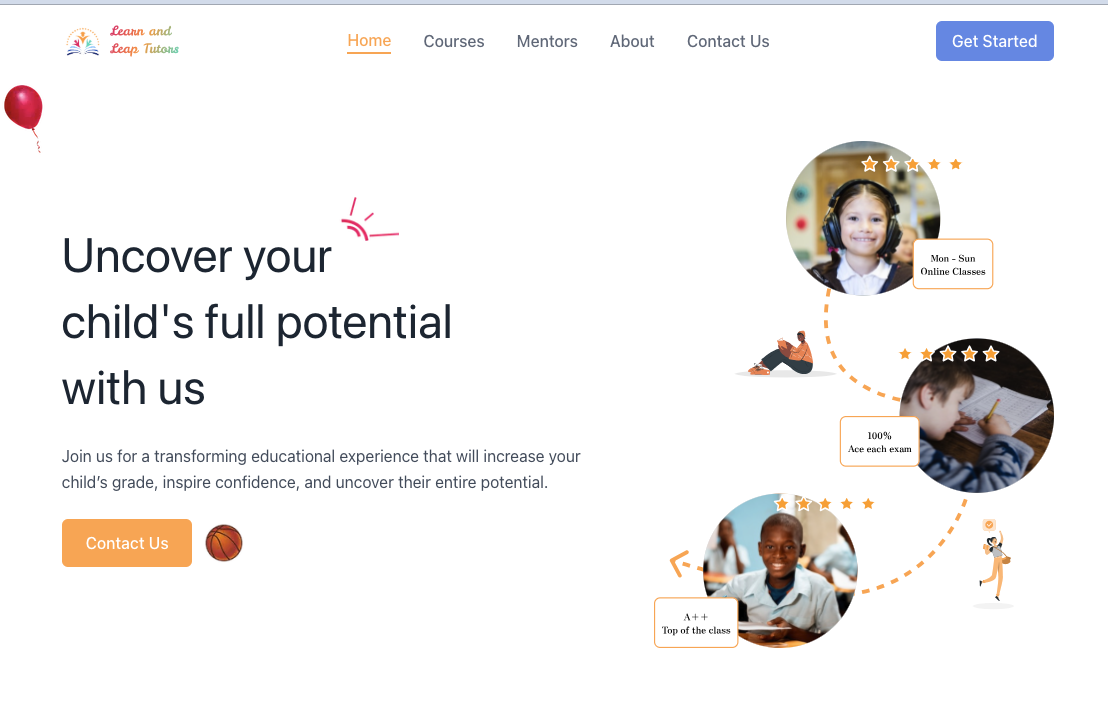 Learn and
Leap Tutors
Home
Courses
Mentors
About
Contact Us
Get Started
Uncover your
child's full potential
with us
Join us for a transforming educational experience that will increase your
child’s grade, inspire confidence, and uncover their entire potential.
Contact Us
Mon - Sun
Online Classes
100%
Ace each exam
A++
Top of the class